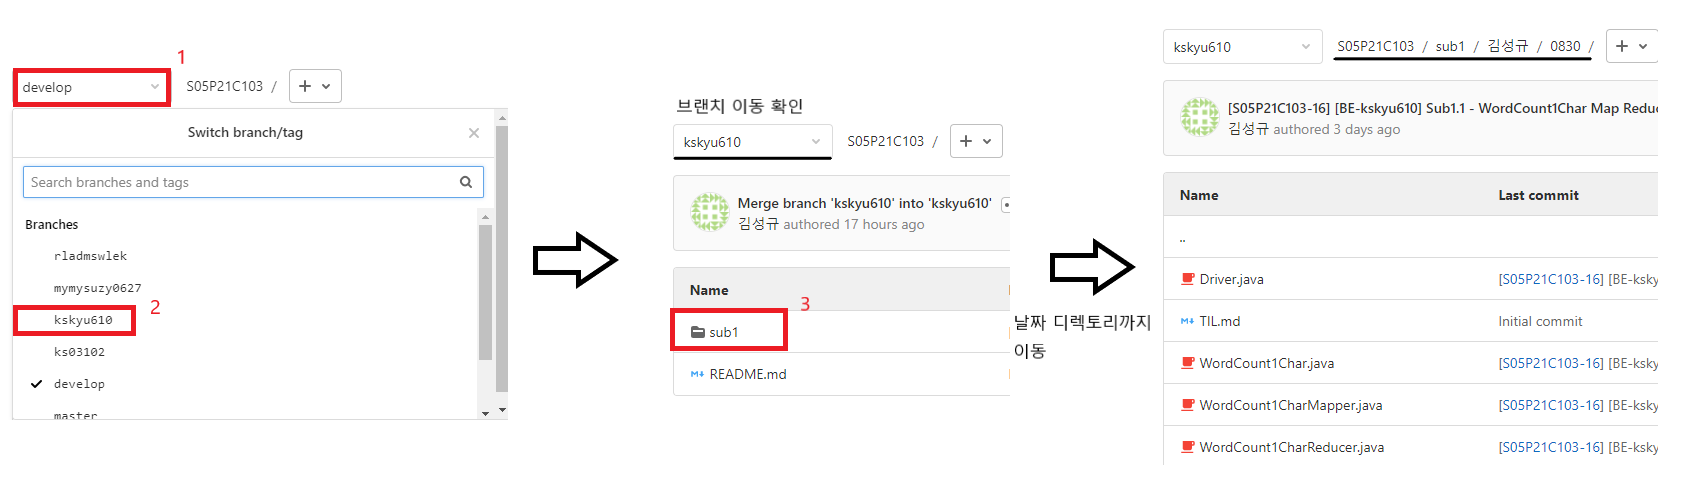 1
develop
S05P21C103 /
Switch branch/tag
Search branches and tags
Branches
rladmswlek
mymysuzy0627
2
kskyu610
ks03102
develop
master
브랜치 이동 확인
kskyu610
S05P21C103 /
Merge branch 'kskyu610' into 'kskyu610'
김성규 authored 17 hours ago
Name
3
sub1
README.md
날짜 디렉토리까지
이동
kskyu610
S05P21C103 / sub1 / 김성규 / 0830 /
[S05P21C103-16] [BE-kskyu610] Sub1.1 - WordCount1Char Map Reduc
김성규 authored 3 days ago
Name Last commit
..
Driver.java [S05P21C103-16] [BE-ksky
TIL.md Initial commit
WordCount1Char.java [S05P21C103-16] [BE-ksky
WordCount1CharMapper.java [S05P21C103-16] [BE-ksky
WordCount1CharReducer.java [S05P21C103-16] [BE-ksky